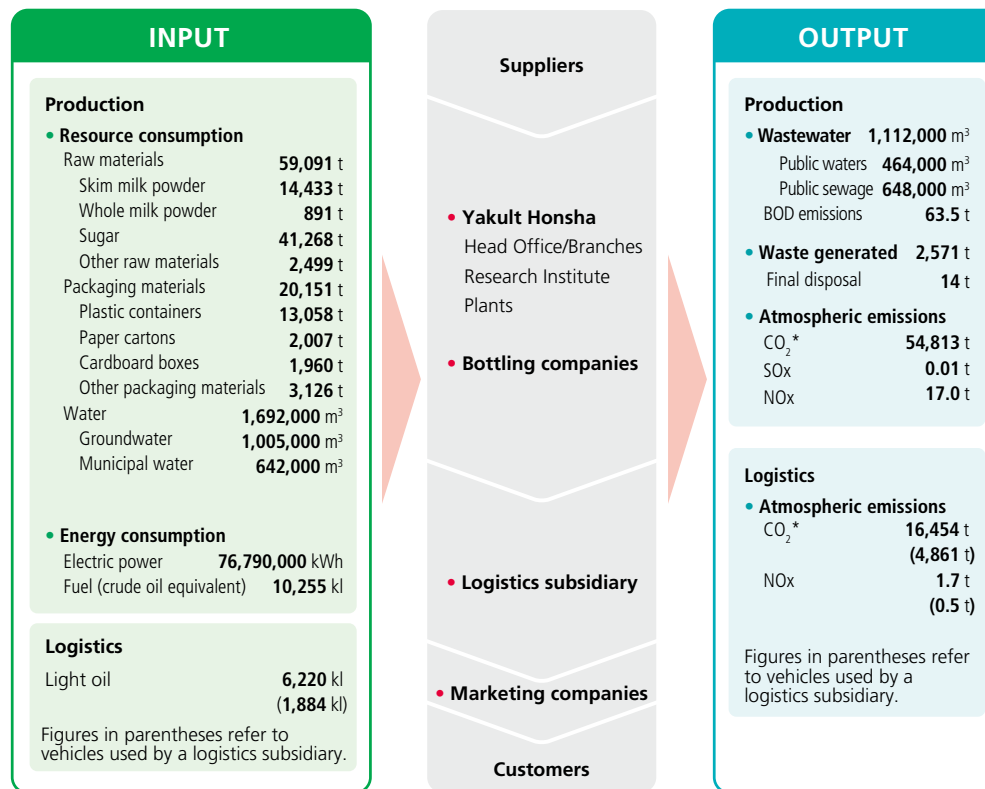 INPUT
Production
• Resource consumption
Raw materials 59,091 t
Skim milk powder 14,433 t
Whole milk powder 891 t
Sugar 41,268 t
Other raw materials 2,499 t
Packaging materials 20,151 t
Plastic containers 13,058 t
Paper cartons 2,007 t
Cardboard boxes 1,960 t
Other packaging materials 3,126 t
Water 1,692,000 m³
Groundwater 1,005,000 m³
Municipal water 642,000 m³
• Energy consumption
Electric power 76,790,000 kWh
Fuel (crude oil equivalent) 10,255 kl
Logistics
Light oil 6,220 kl
(1,884 kl)
Figures in parentheses refer to
vehicles used by a logistics subsidiary.
Suppliers
• Yakult Honsha
Head Office/Branches
Research Institute
Plants
• Bottling companies
• Logistics subsidiary
• Marketing companies
Customers
OUTPUT
Production
• Wastewater 1,112,000 m³
Public waters 464,000 m³
Public sewage 648,000 m³
BOD emissions 63.5 t
• Waste generated 2,571 t
Final disposal 14 t
• Atmospheric emissions
CO₂* 54,813 t
SOx 0.01 t
NOx 17.0 t
Logistics
• Atmospheric emissions
CO₂* 16,454 t
(4,861 t)
NOx 1.7 t
(0.5 t)
Figures in parentheses refer
to vehicles used by a
logistics subsidiary.